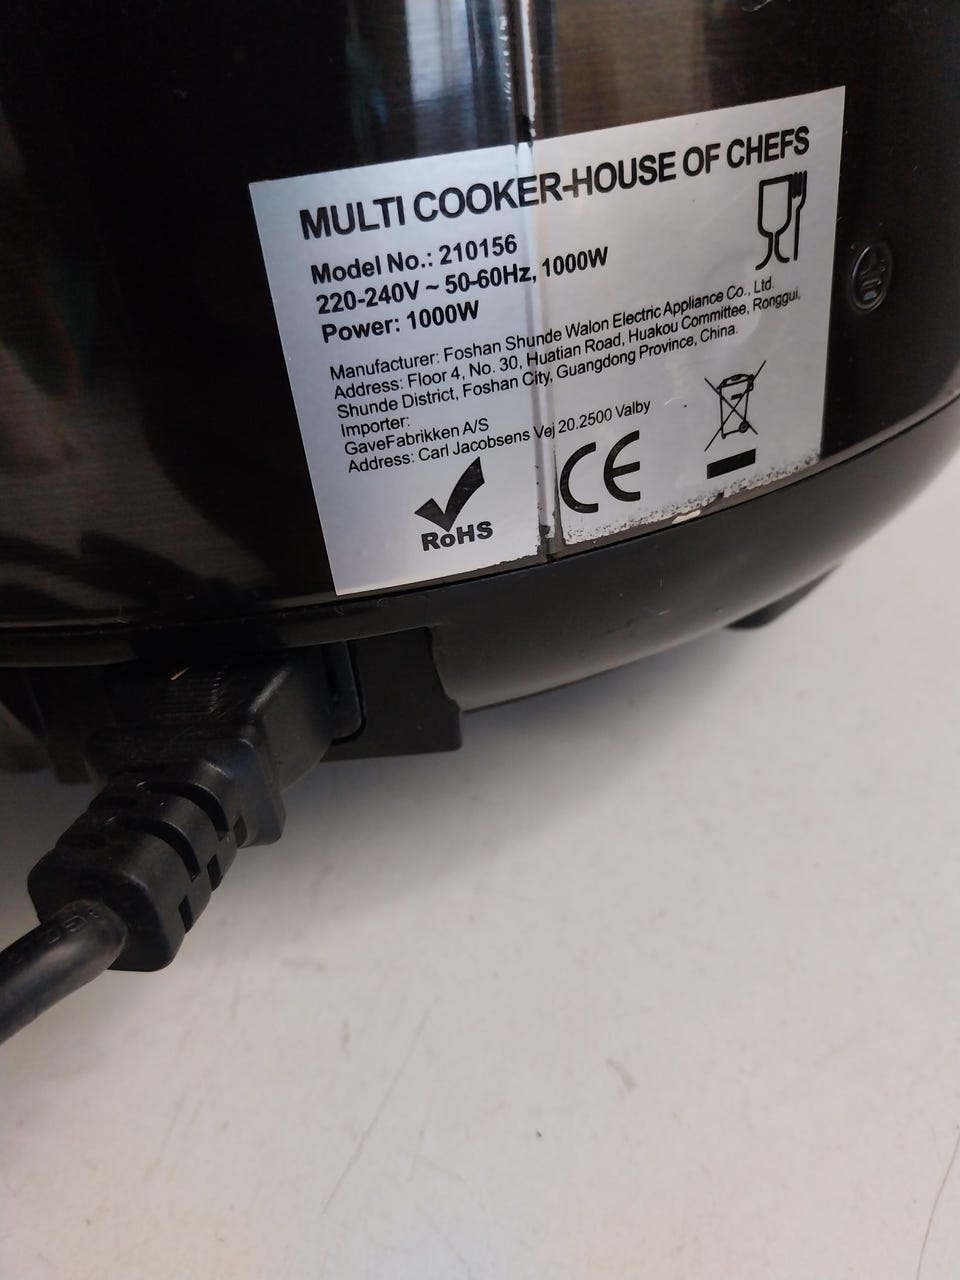 MULTI COOKER-HOUSE OF CHEFS
Model No.: 210156
220-240V ~ 50-60Hz, 1000W
Power: 1000W
Manufacturer: Foshan Shunde Walon Electric Appliance Co., Ltd.
Address: Floor 4, No. 30, Huatian Road, Huakou Committee, Ronggui,
Shunde District, Foshan City, Guangdong Province, China.
Importer:
GaveFabrikken A/S
Address: Carl Jacobsens Vej 20.2500 Valby
RoHS
CE